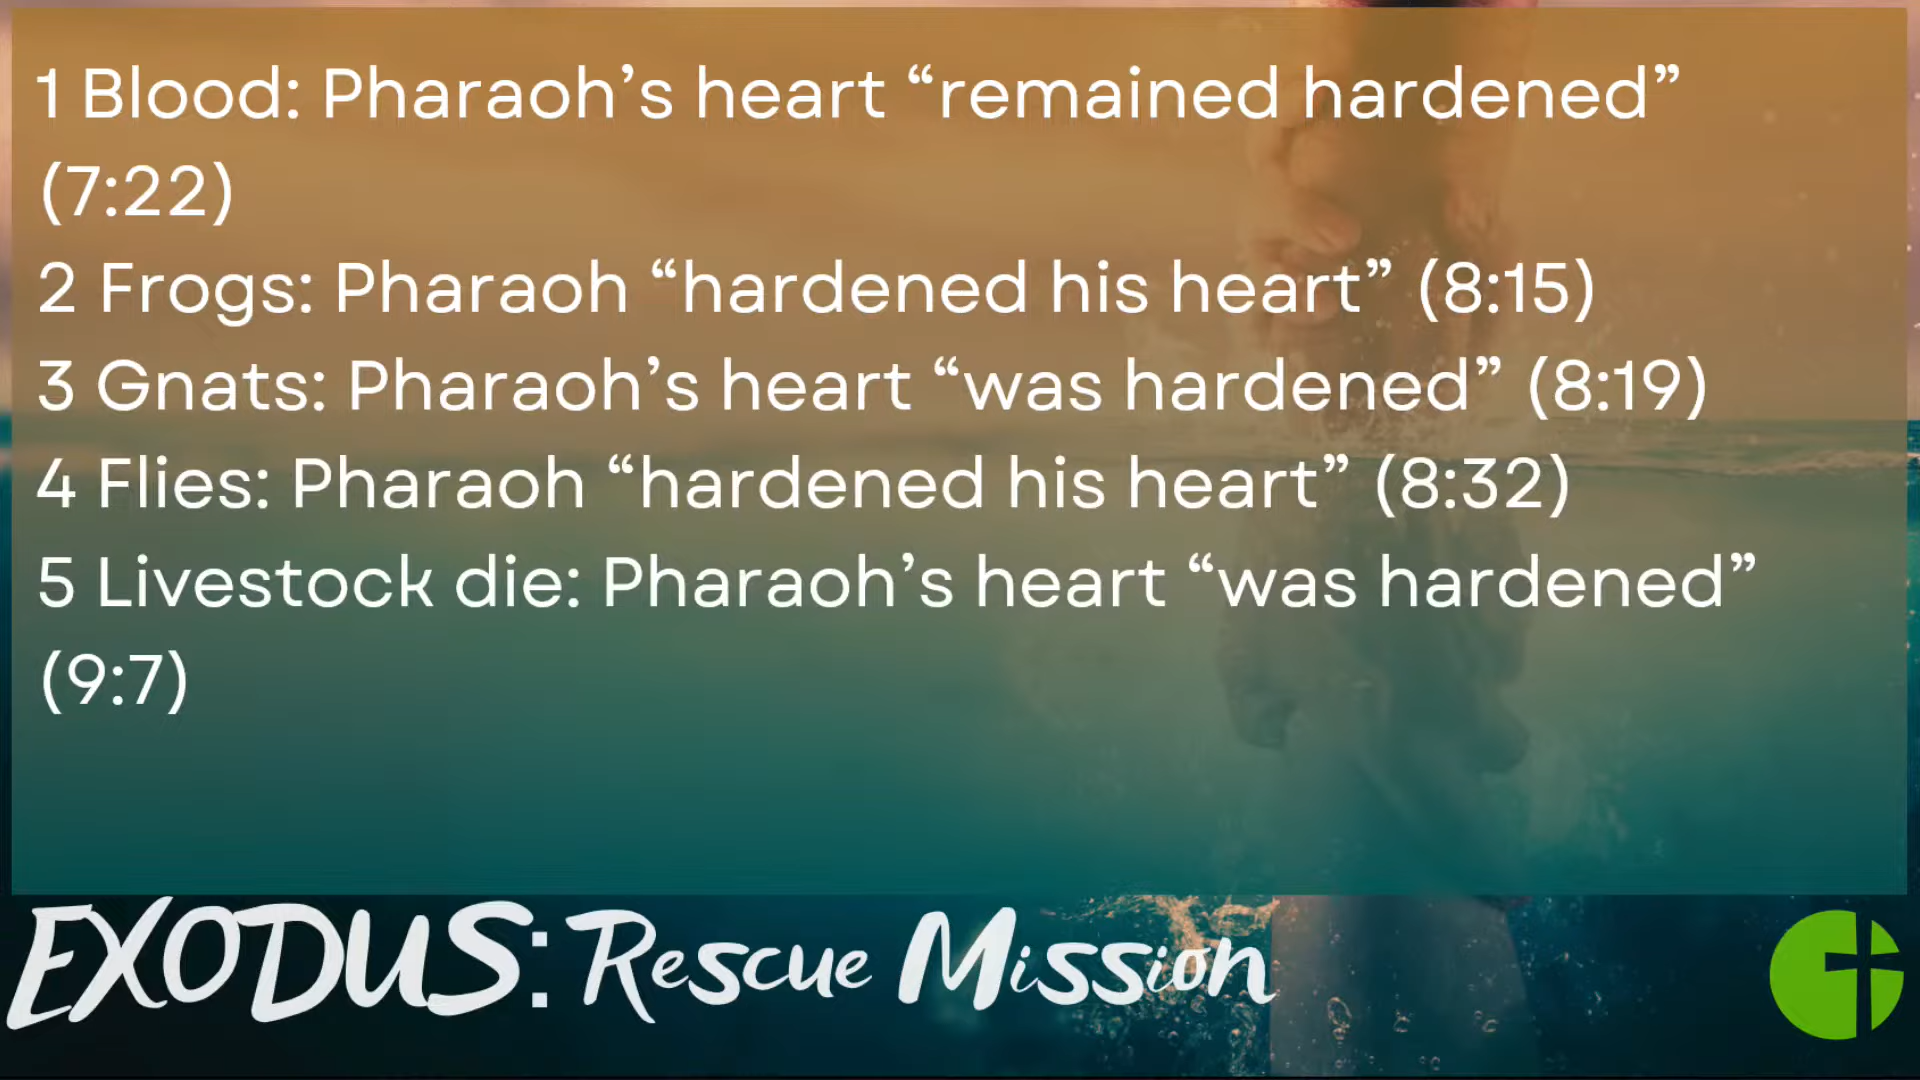 1 Blood: Pharaoh’s heart “remained hardened”
(7:22)
2 Frogs: Pharaoh “hardened his heart” (8:15)
3 Gnats: Pharaoh’s heart “was hardened” (8:19)
4 Flies: Pharaoh “hardened his heart” (8:32)
5 Livestock die: Pharaoh’s heart “was hardened”
(9:7)
EXODUS: Rescue Mission